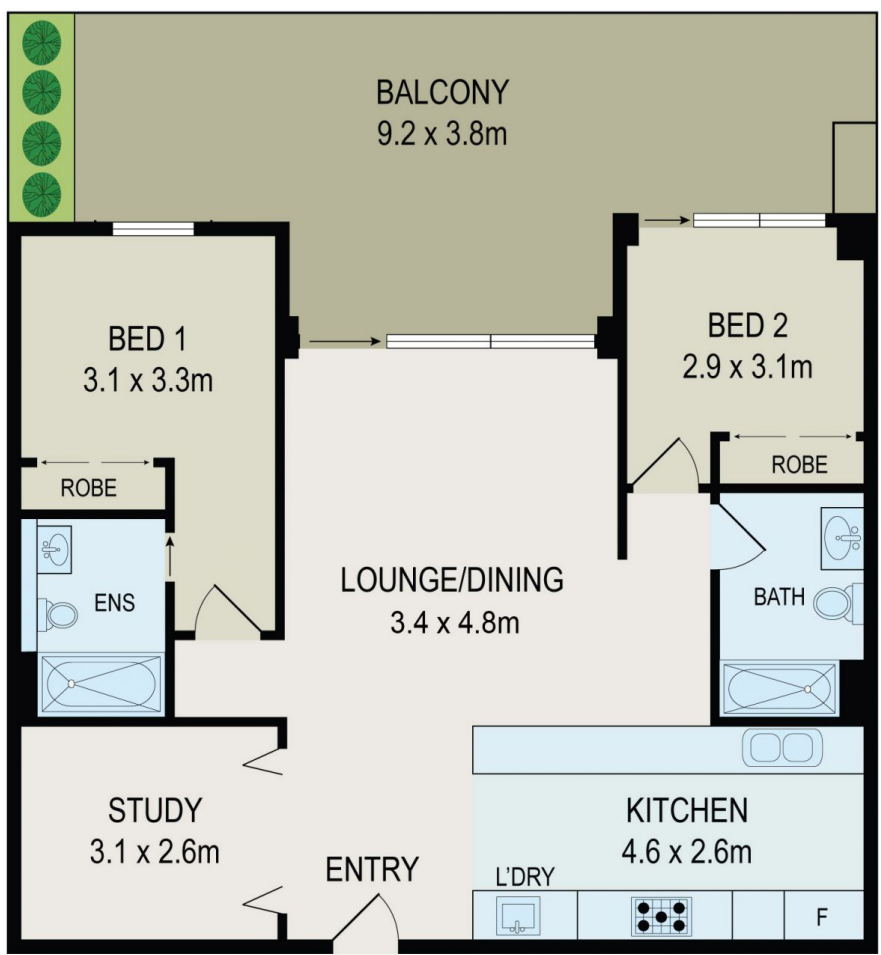 BALCONY
9.2 x 3.8m
BED 1
3.1 x 3.3m
BED 2
2.9 x 3.1m
ROBE
ROBE
ENS
LOUNGE/DINING
3.4 x 4.8m
BATH
STUDY
3.1 x 2.6m
ENTRY
KITCHEN
4.6 x 2.6m
L'DRY
F